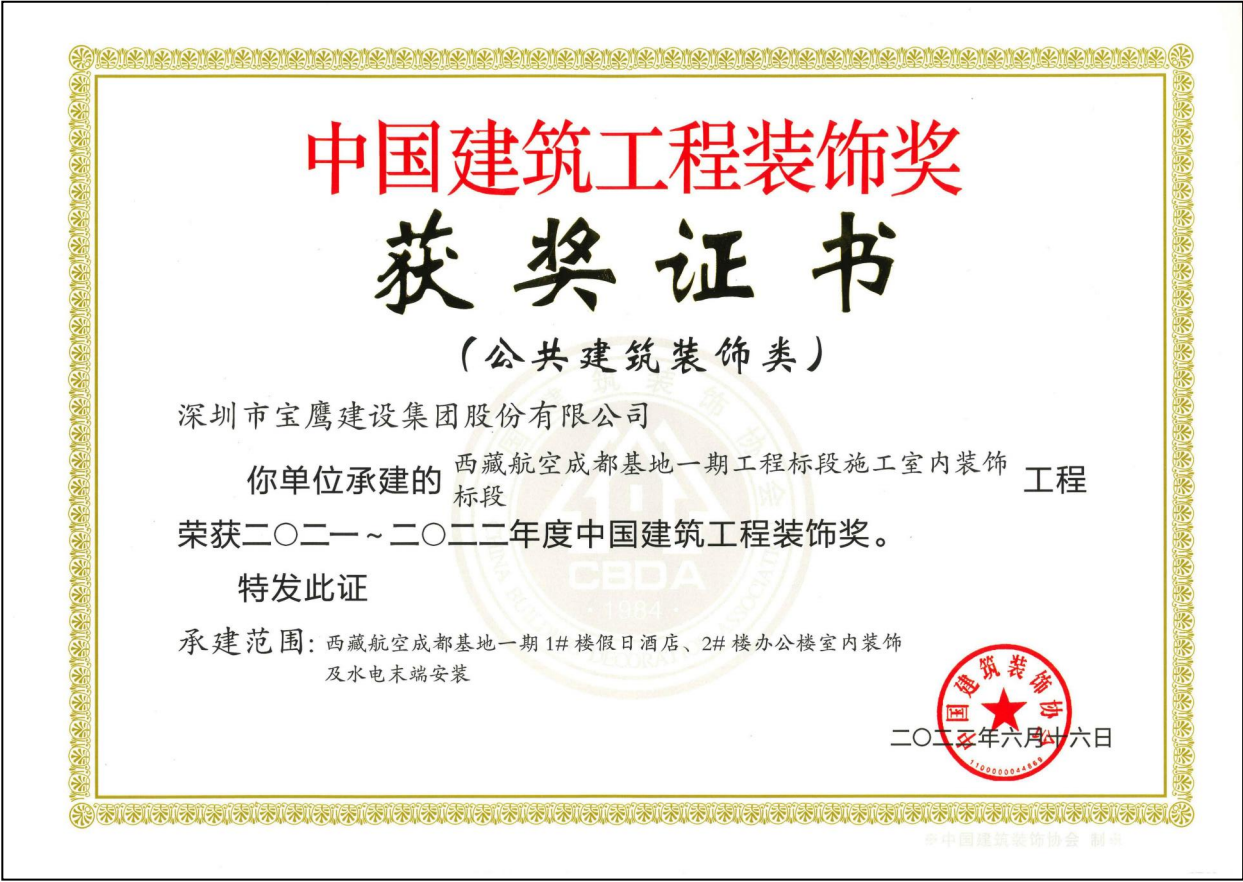 中国建筑工程装饰奖
获奖证书
（公共建筑装饰类）
深圳市宝鹰建设集团股份有限公司
你单位承建的 西藏航空成都基地一期工程标段施工室内装饰 工程
标段
荣获二〇二一～二〇二二年度中国建筑工程装饰奖。
特发此证
承建范围：西藏航空成都基地一期1#楼假日酒店、2#楼办公楼室内装饰
及水电末端安装
中国建筑装饰协会
1100000044869
年六月十六日
CBDA
·1984·
中国建筑装饰协会 制